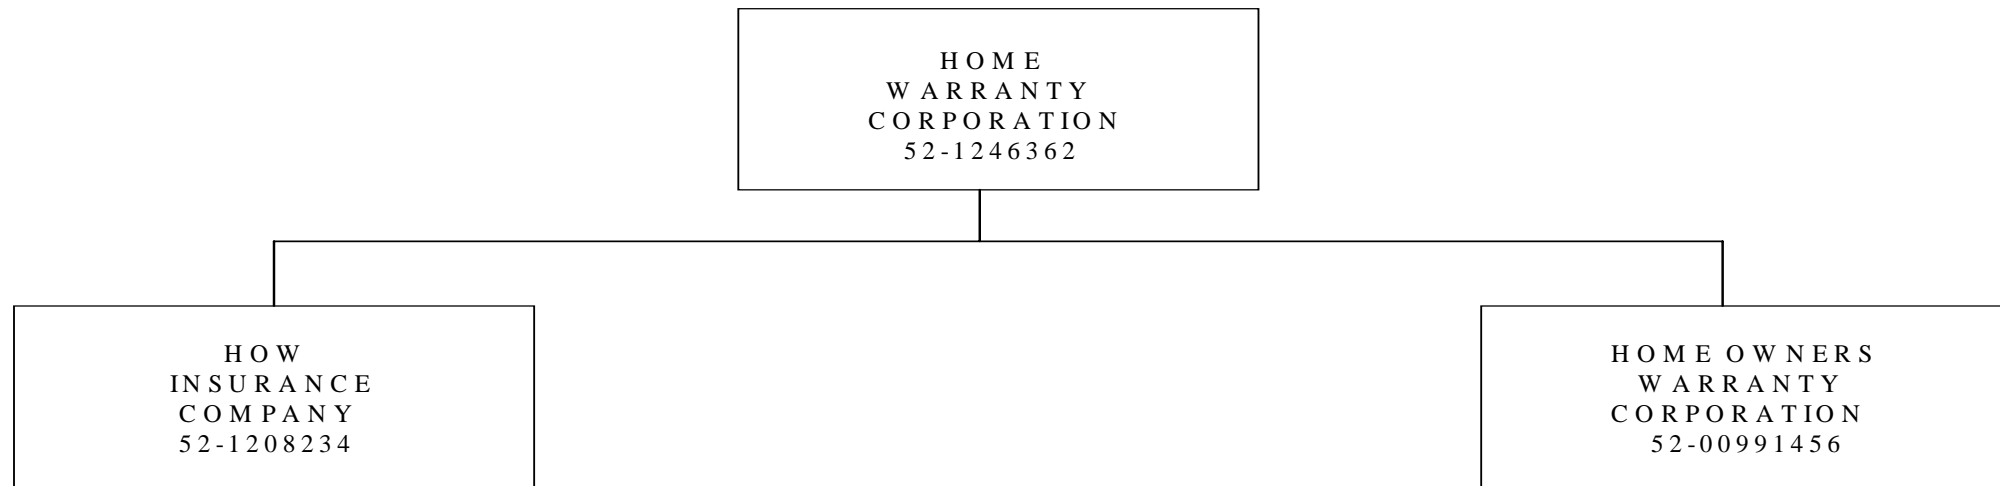 HOME
WARRANTY
CORPORATION
52-1246362
HOW
INSURANCE
COMPANY
52-1208234
HOME OWNERS
WARRANTY
CORPORATION
52-00991456